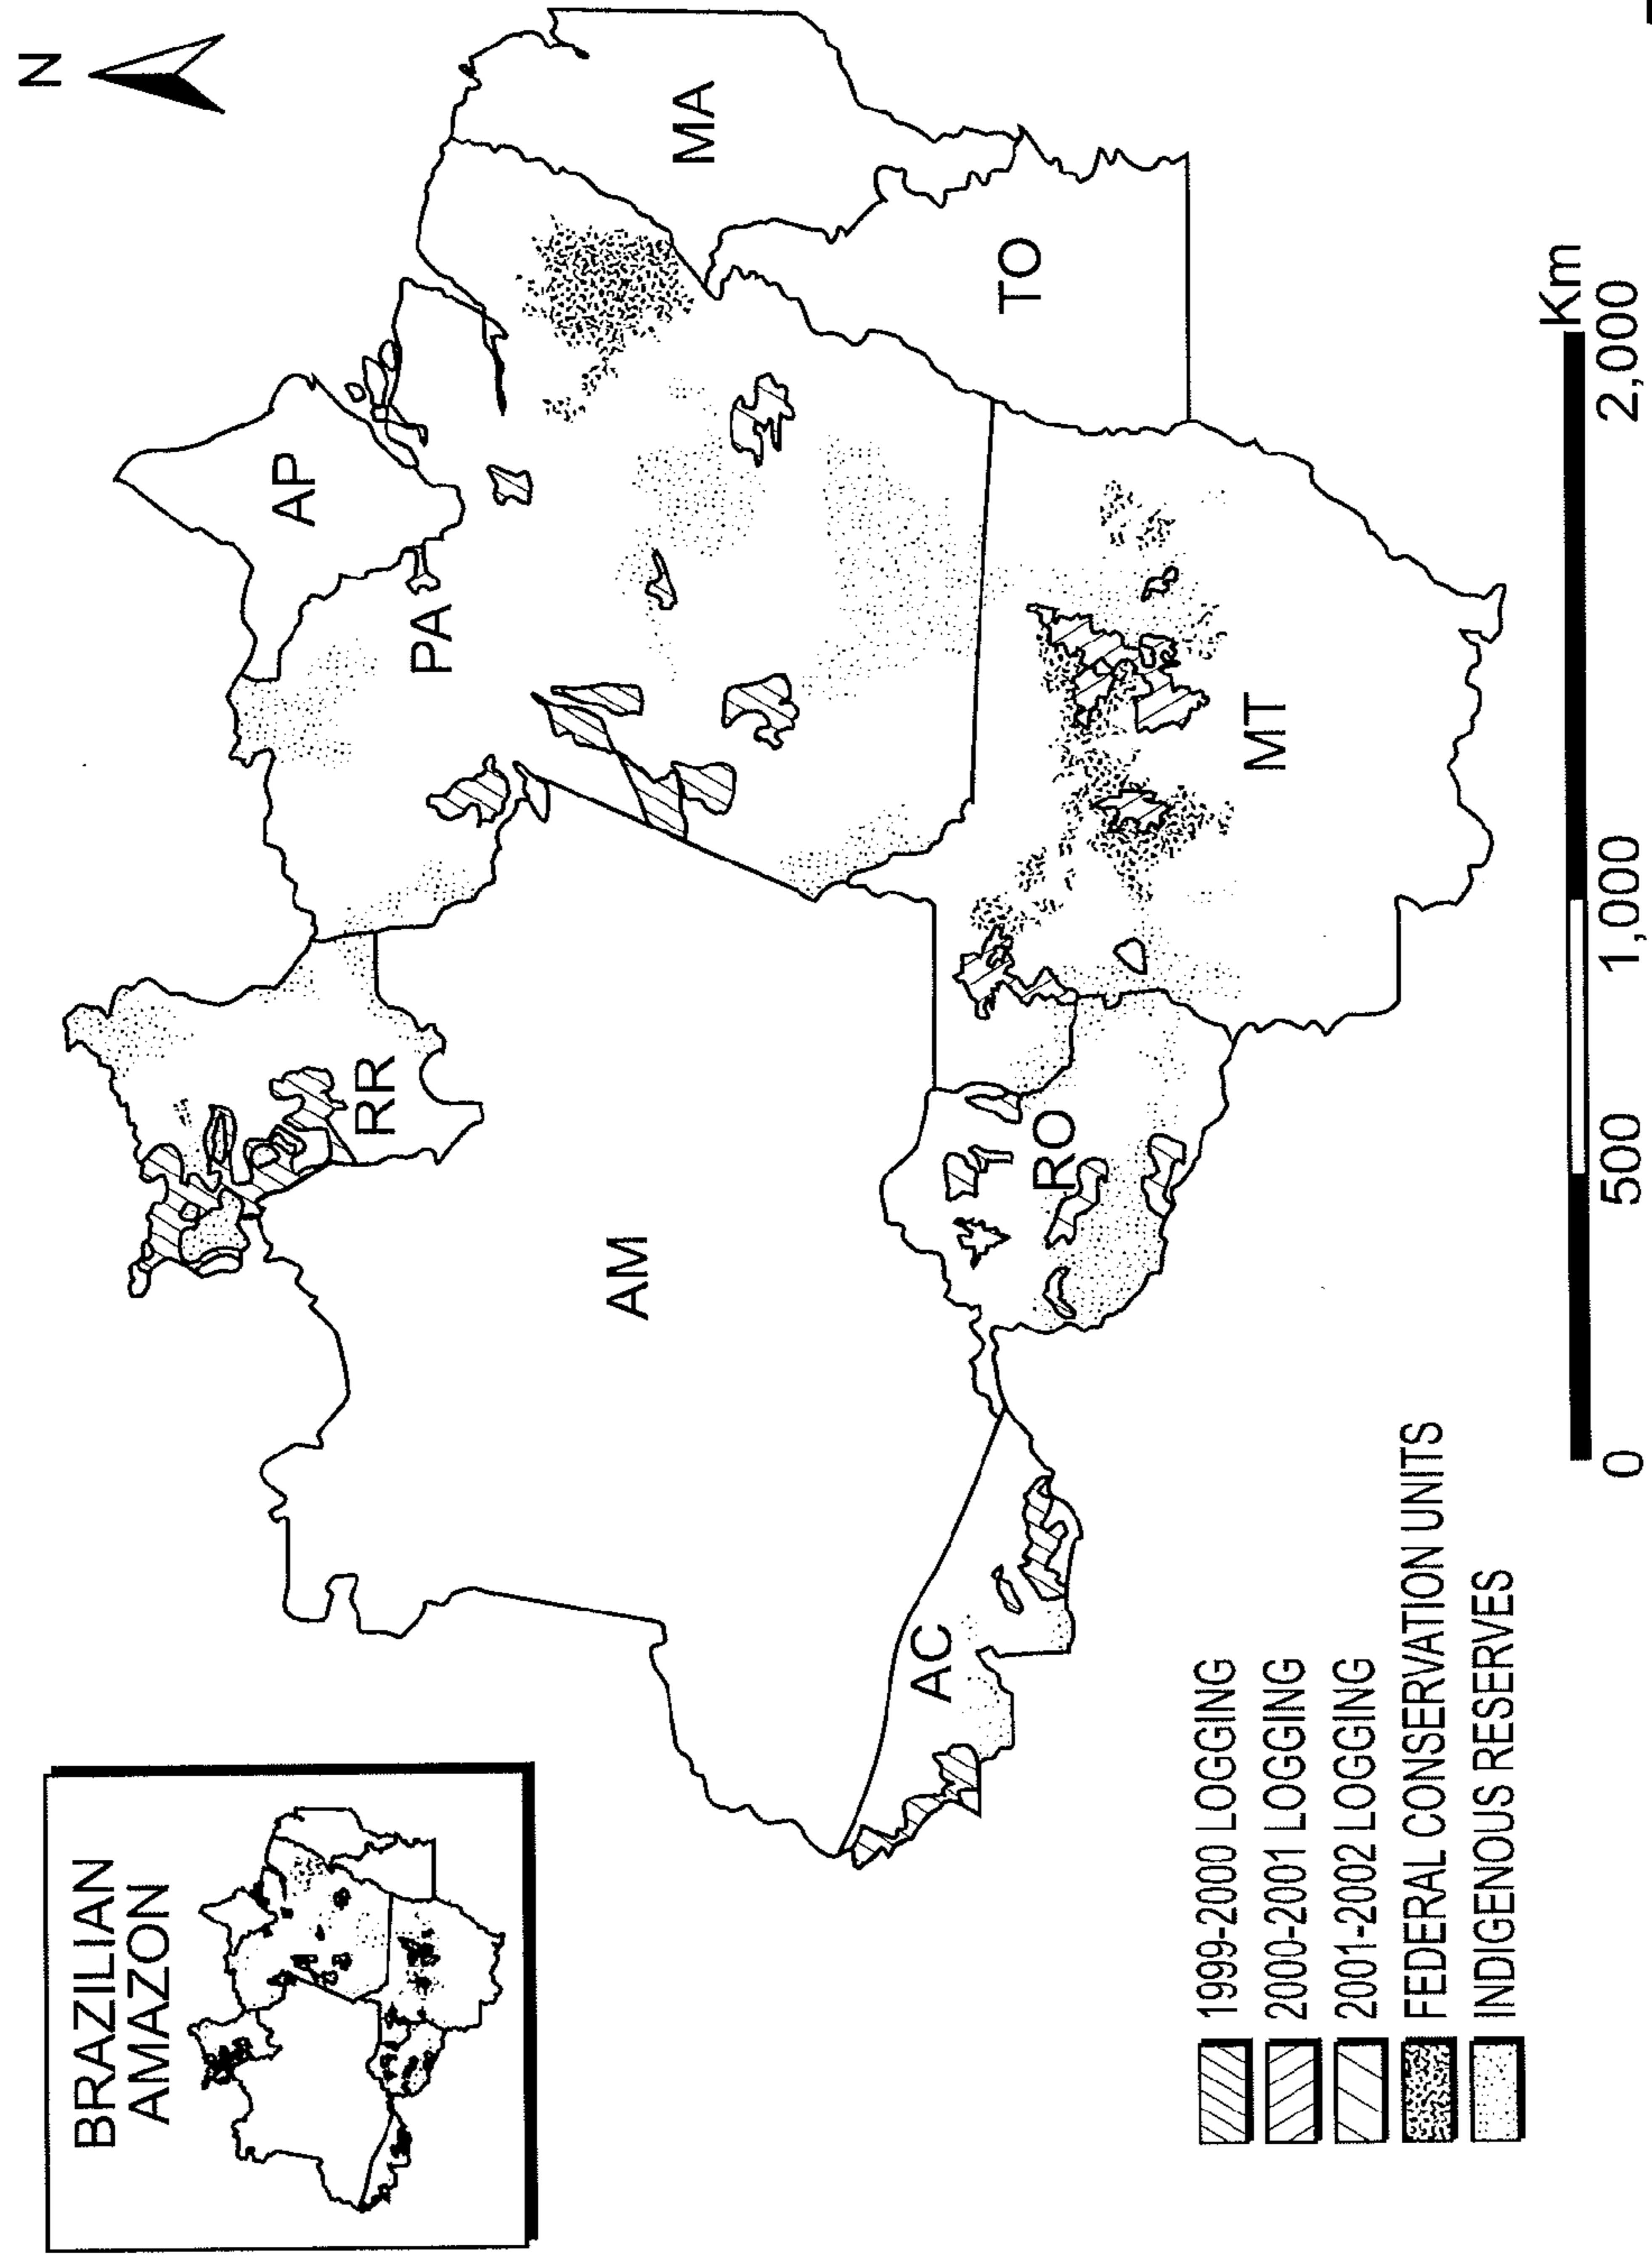 BRAZILIAN
AMAZON
N
RR
AP
PA
AM
MA
AC
RO
TO
MT
1999-2000 LOGGING
2000-2001 LOGGING
2001-2002 LOGGING
FEDERAL CONSERVATION UNITS
INDIGENOUS RESERVES
Km
0 500 1,000 2,000